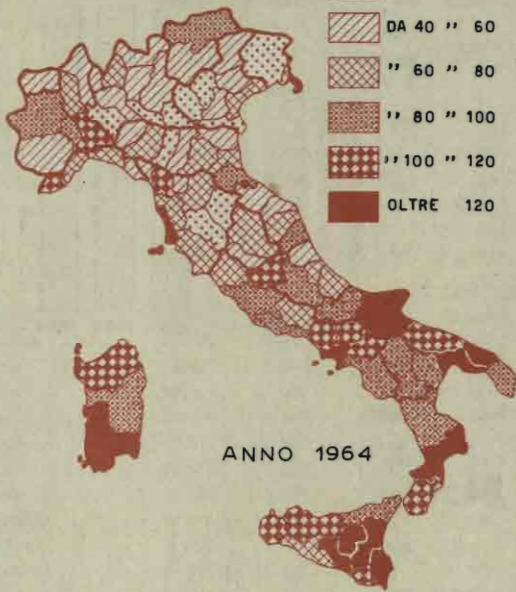 DA 40 " 60
" 60 " 80
" 80 " 100
" 100 " 120
OLTRE 120
ANNO 1964